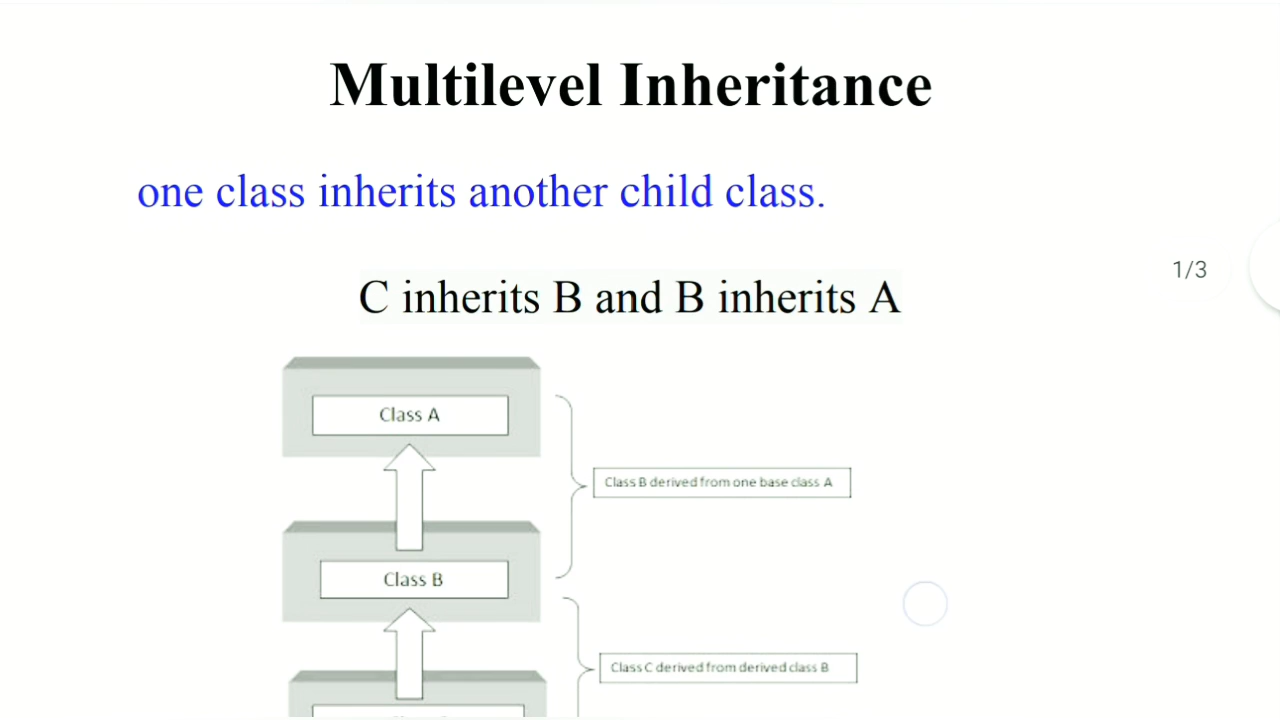 Multilevel Inheritance
one class inherits another child class.
C inherits B and B inherits A
1/3
Class A
Class B derived from one base class A
Class B
Class C derived from derived class B